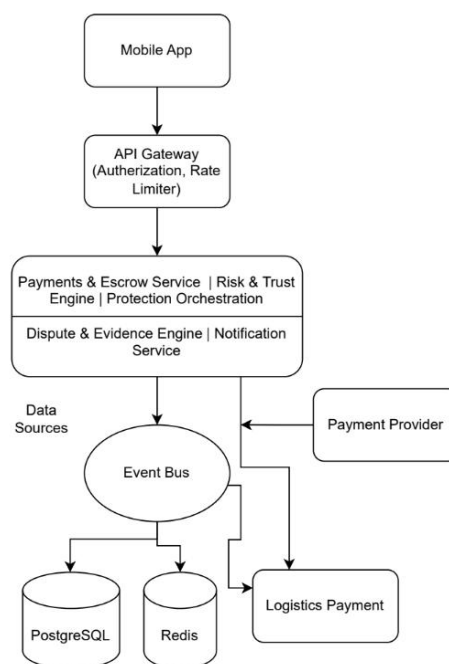 Mobile App
API Gateway
(Autherization, Rate
Limiter)
Payments & Escrow Service | Risk & Trust
Engine | Protection Orchestration
Dispute & Evidence Engine | Notification
Service
Data
Sources
Payment Provider
Event Bus
PostgreSQL
Redis
Logistics Payment